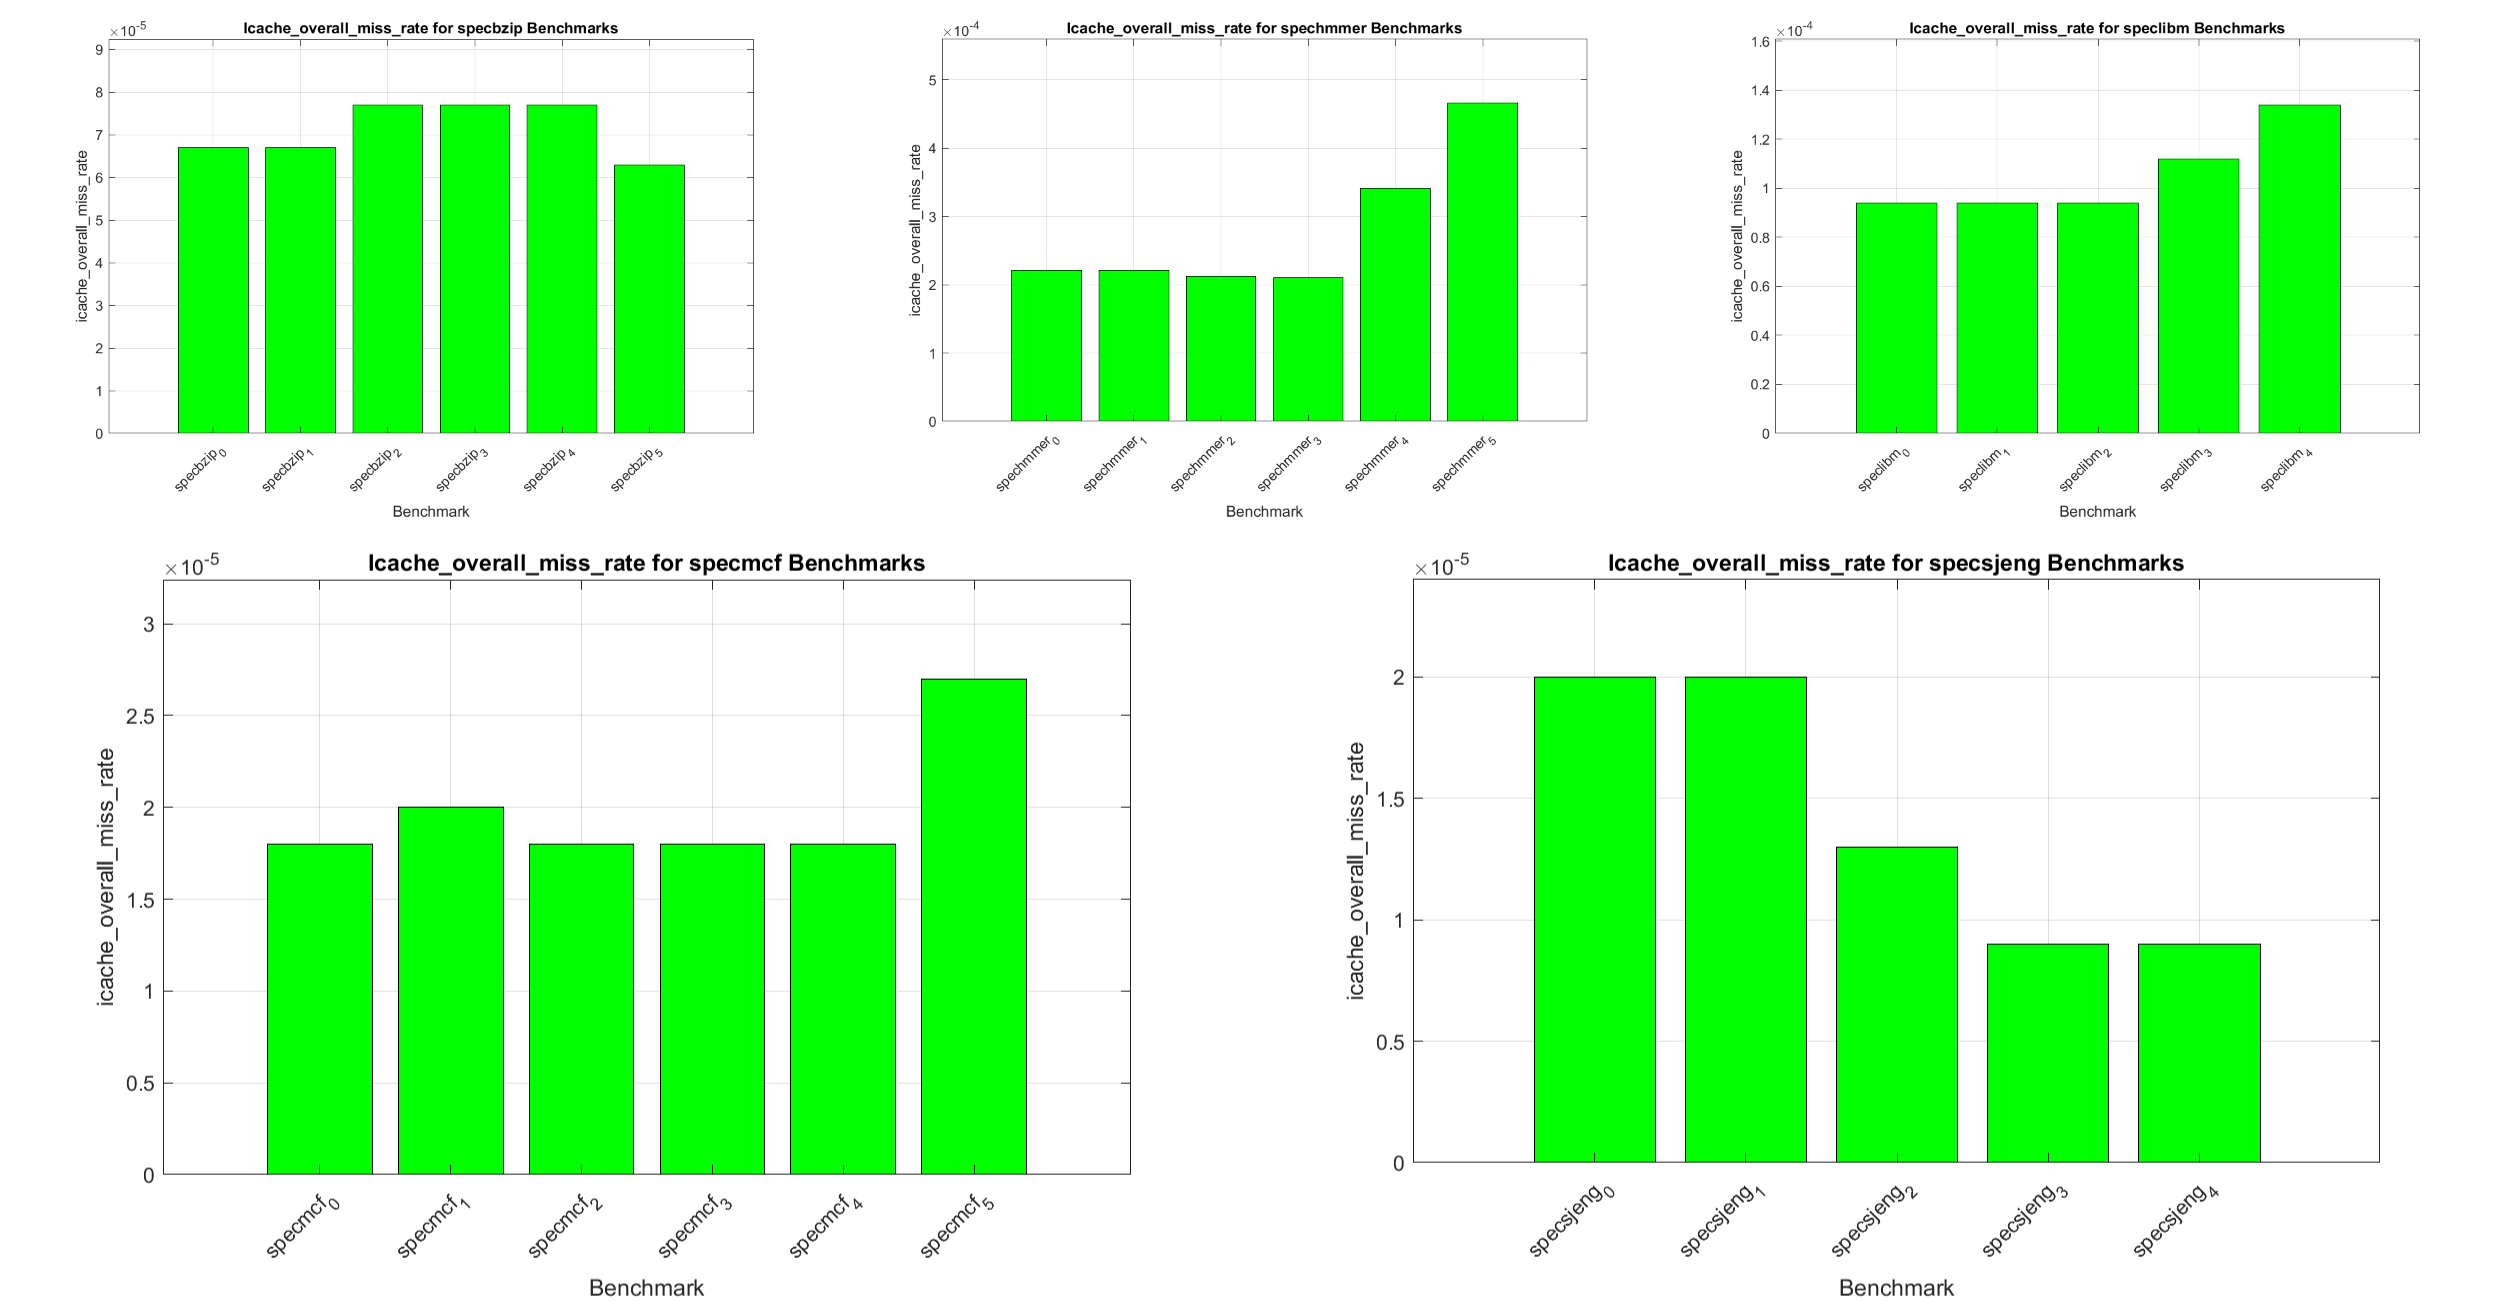 Icache_overall_miss_rate for specbzip Benchmarks
×10-5
9
8
7
6
5
4
3
2
1
0
icache_overall_miss_rate
specbzip0 specbzip1 specbzip2 specbzip3 specbzip4 specbzip5
Benchmark
Icache_overall_miss_rate for spechmmer Benchmarks
×10-4
5
4
3
2
1
0
icache_overall_miss_rate
spechmmer0 spechmmer1 spechmmer2 spechmmer3 spechmmer4 spechmmer5
Benchmark
Icache_overall_miss_rate for speclibm Benchmarks
×10-4
1.6
1.4
1.2
1
0.8
0.6
0.4
0.2
0
icache_overall_miss_rate
speclibm0 speclibm1 speclibm2 speclibm3 speclibm4
Benchmark
Icache_overall_miss_rate for specmcf Benchmarks
×10-5
3
2.5
2
1.5
1
0.5
0
icache_overall_miss_rate
specmcf0 specmcf1 specmcf2 specmcf3 specmcf4 specmcf5
Benchmark
Icache_overall_miss_rate for specsjeng Benchmarks
×10-5
2
1.5
1
0.5
0
icache_overall_miss_rate
specsjeng0 specsjeng1 specsjeng2 specsjeng3 specsjeng4
Benchmark